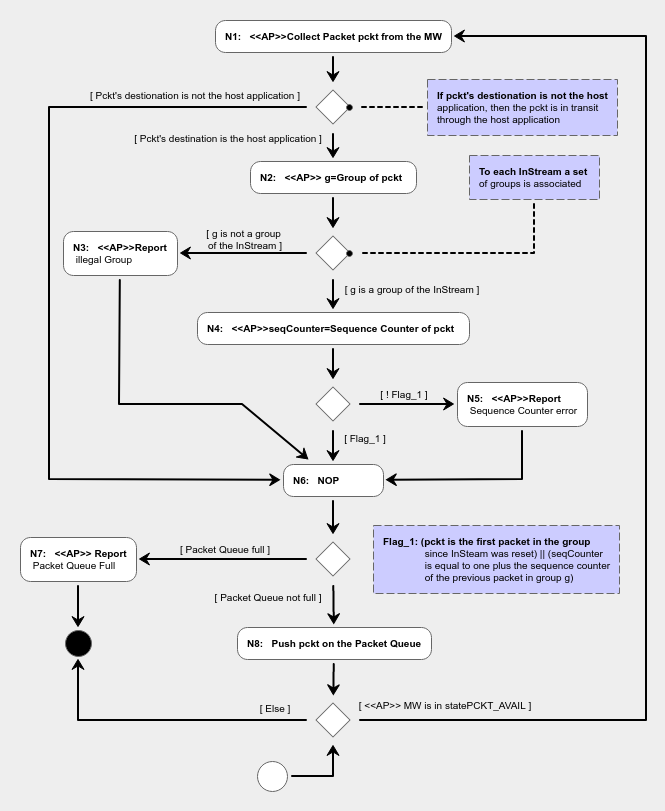 N1: <<AP>>Collect Packet pckt from the MW
[ Pckt's destionation is not the host application ]
If pckt's destionation is not the host
application, then the pckt is in transit
through the host application
[ Pckt's destination is the host application ]
N2: <<AP>> g=Group of pckt
To each InStream a set
of groups is associated
[ g is not a group
of the InStream ]
N3: <<AP>>Report
illegal Group
[ g is a group of the InStream ]
N4: <<AP>>seqCounter=Sequence Counter of pckt
[ ! Flag_1 ]
N5: <<AP>>Report
Sequence Counter error
[ Flag_1 ]
N6: NOP
Flag_1: (pckt is the first packet in the group
since InSteam was reset) || (seqCounter
is equal to one plus the sequence counter
of the previous packet in group g)
N7: <<AP>> Report
Packet Queue Full
[ Packet Queue full ]
[ Packet Queue not full ]
N8: Push pckt on the Packet Queue
[ Else ]
[ <<AP>> MW is in statePCKT_AVAIL ]